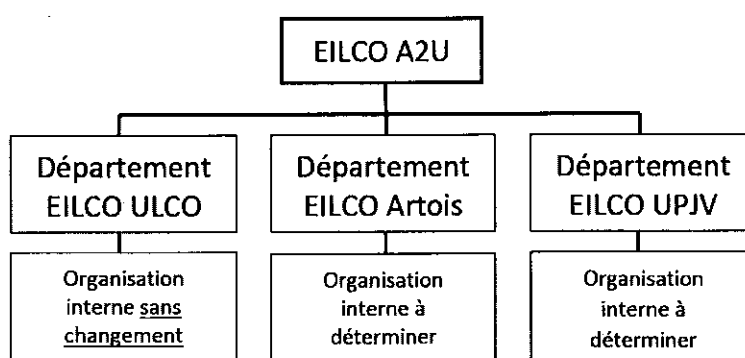 EILCO A2U
Département
EILCO ULCO
Département
EILCO Artois
Département
EILCO UPJV
Organisation
interne sans
changement
Organisation
interne à
déterminer
Organisation
interne à
déterminer